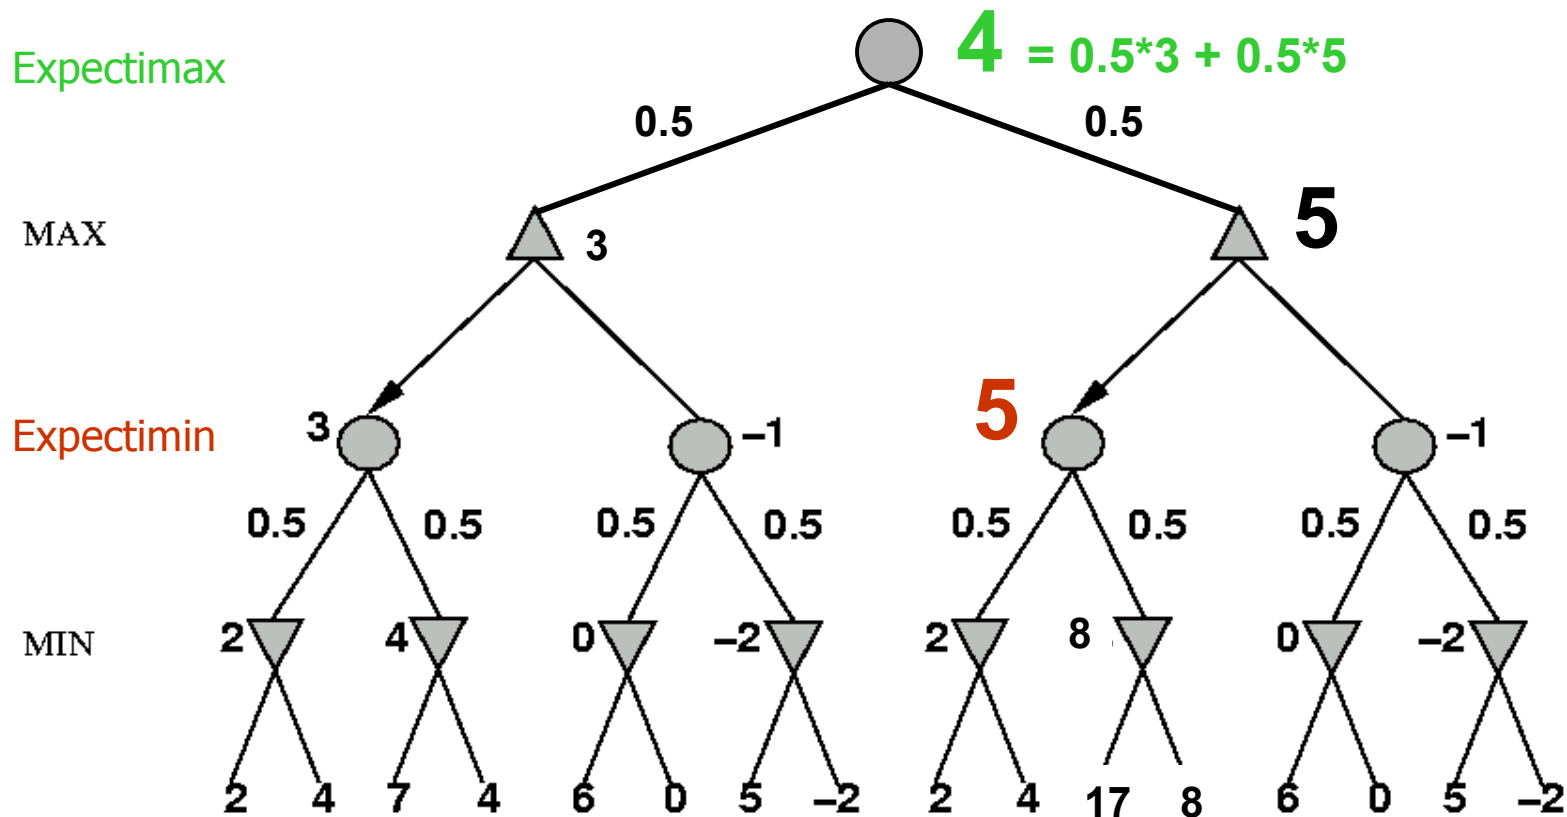 Expectimax 4 = 0.5*3 + 0.5*5
0.5 0.5
MAX 3 5
Expectimin 3 –1 5 –1
0.5 0.5 0.5 0.5 0.5 0.5 0.5 0.5
MIN 2 4 0 –2 2 8 0 –2
2 4 7 4 6 0 5 –2 2 4 17 8 6 0 5 –2